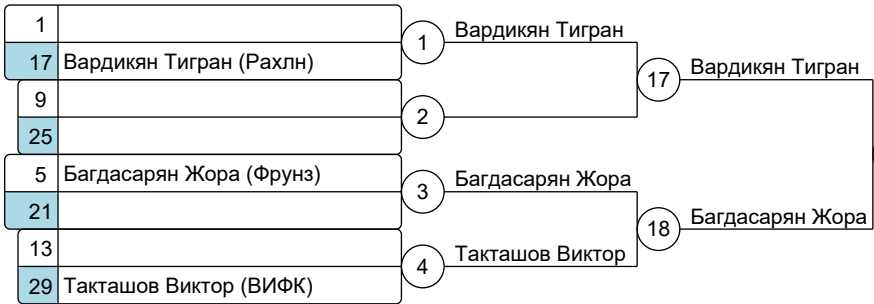 1
17 Вардикян Тигран (Рахлн)
9
25
5 Багдасарян Жора (Фрунз)
21
13
29 Такташов Виктор (ВИФК)
1 Вардикян Тигран
2
3 Багдасарян Жора
4 Такташов Виктор
17 Вардикян Тигран
18 Багдасарян Жора